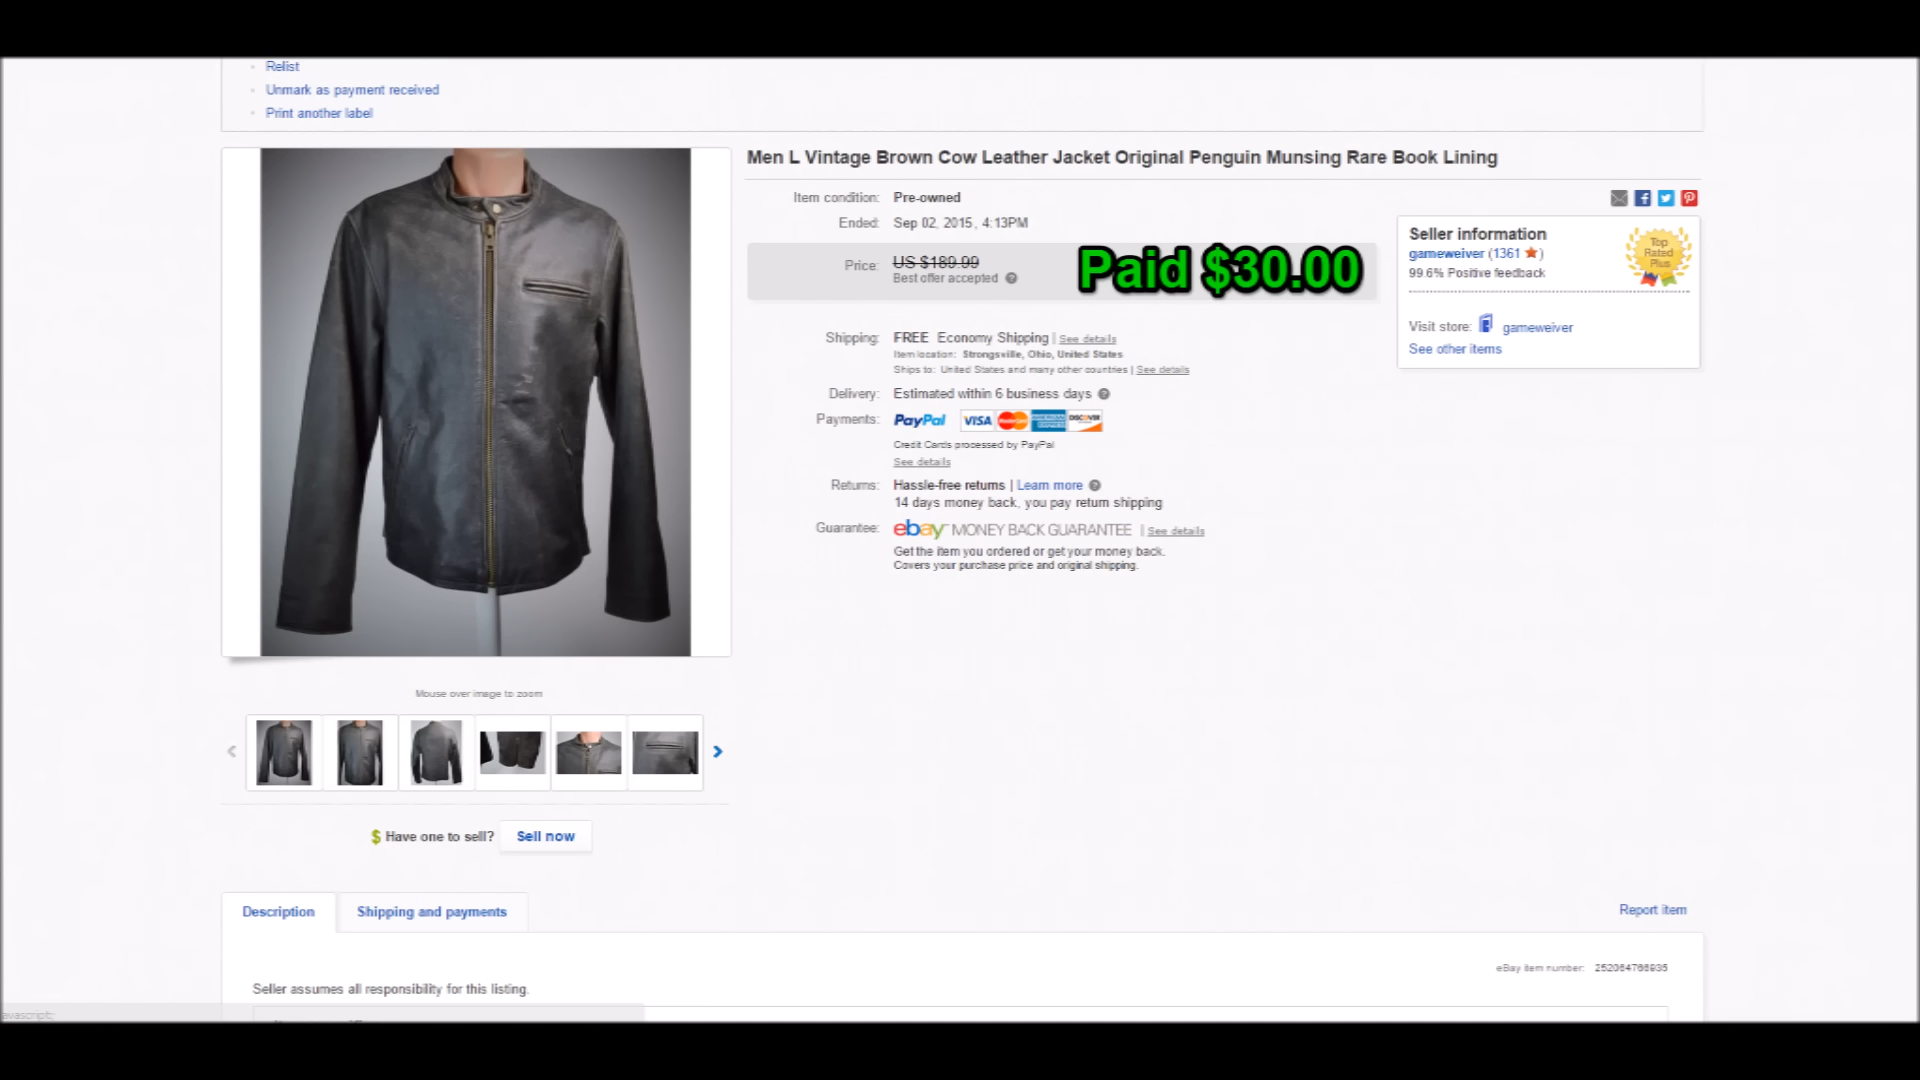 Relist
Unmark as payment received
Print another label
Men L Vintage Brown Cow Leather Jacket Original Penguin Munsing Rare Book Lining
Item condition: Pre-owned
Ended: Sep 02, 2015, 4:13PM
Price: US $189.99
Best offer accepted
Paid $30.00
Shipping: FREE Economy Shipping | See details
Item location: Strongsville, Ohio, United States
Ships to: United States and many other countries | See details
Delivery: Estimated within 6 business days
Payments: PayPal VISA MasterCard AMERICAN EXPRESS DISCOVER
Credit Cards processed by PayPal
See details
Returns: Hassle-free returns | Learn more
14 days money back, you pay return shipping
Guarantee: ebay MONEY BACK GUARANTEE | See details
Get the item you ordered or get your money back.
Covers your purchase price and original shipping.
Seller information
gameweiver (1361)
99.6% Positive feedback
Top Rated Plus
Visit store: gameweiver
See other items
Mouse over image to zoom
$ Have one to sell? Sell now
Description
Shipping and payments
Report item
eBay item number: 252064766935
Seller assumes all responsibility for this listing.